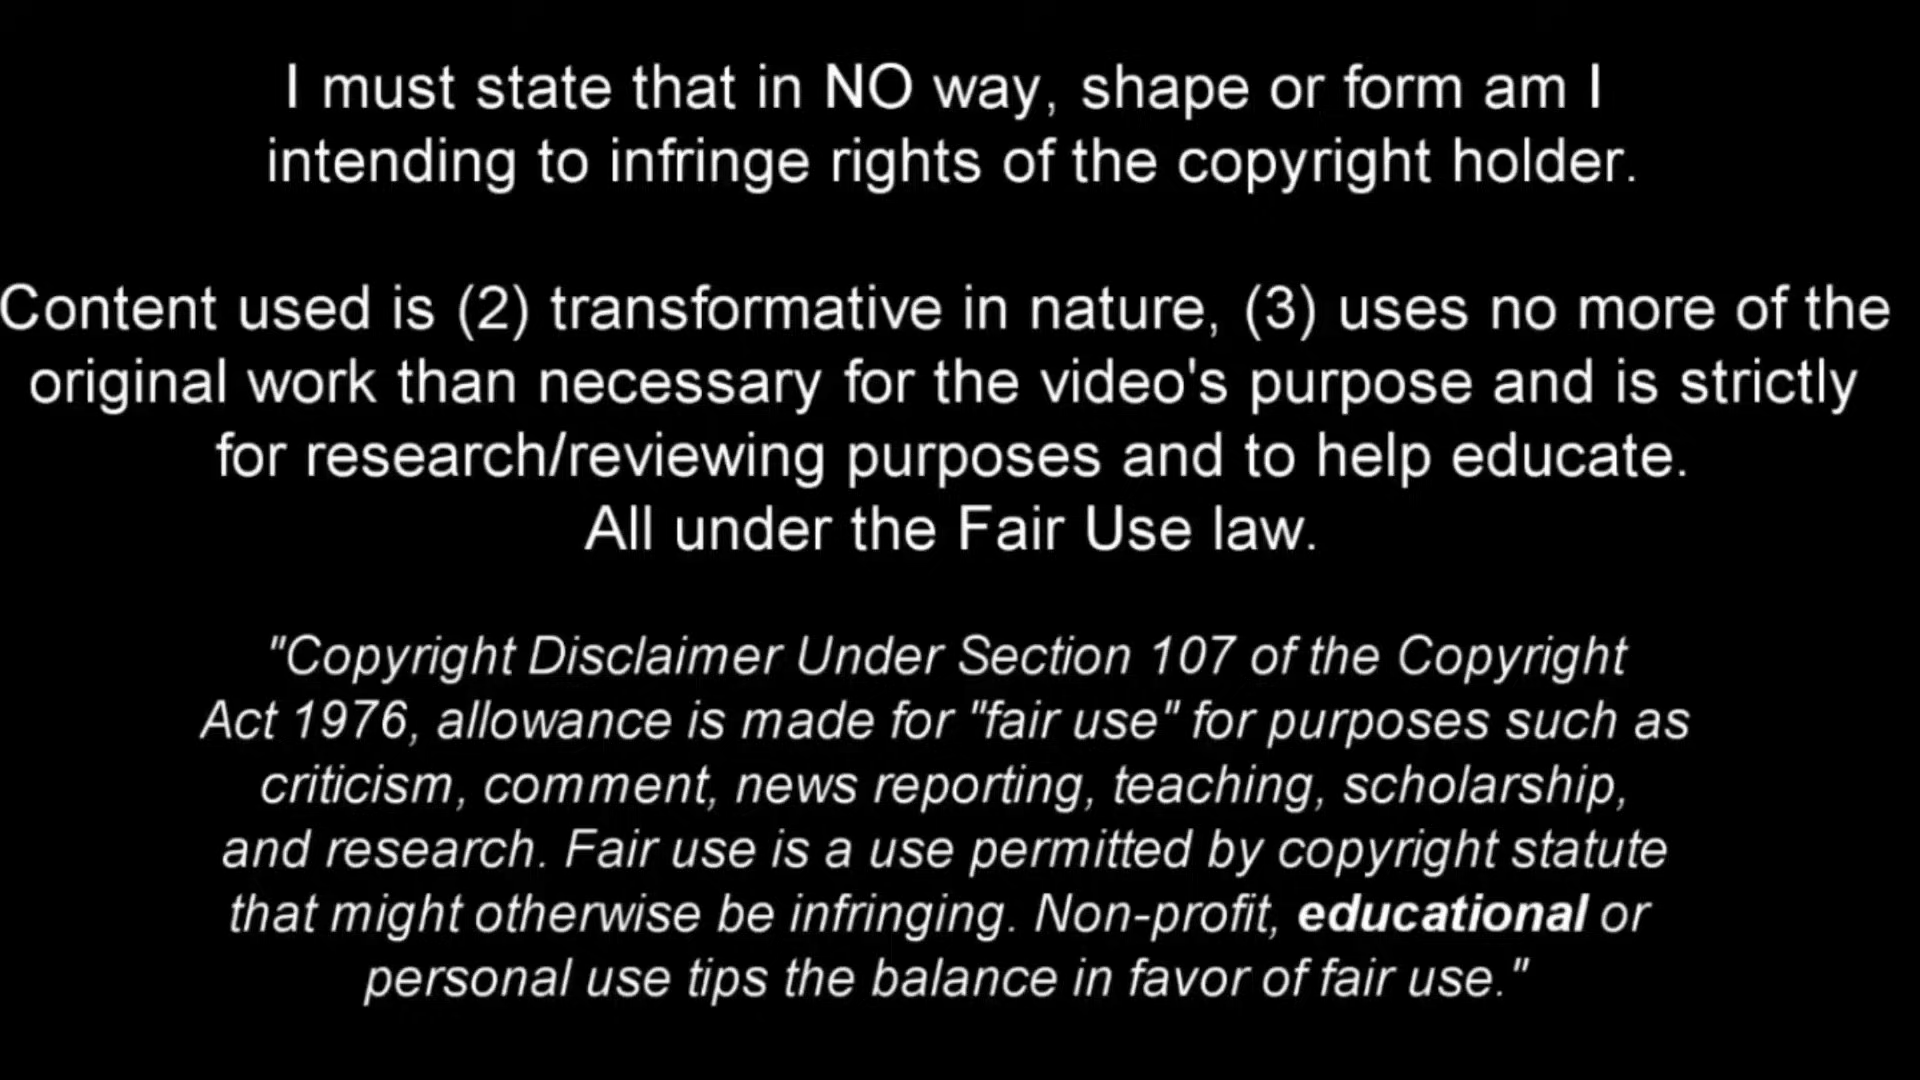 I must state that in NO way, shape or form am I
intending to infringe rights of the copyright holder.
Content used is (2) transformative in nature, (3) uses no more of the
original work than necessary for the video's purpose and is strictly
for research/reviewing purposes and to help educate.
All under the Fair Use law.
"Copyright Disclaimer Under Section 107 of the Copyright
Act 1976, allowance is made for "fair use" for purposes such as
criticism, comment, news reporting, teaching, scholarship,
and research. Fair use is a use permitted by copyright statute
that might otherwise be infringing. Non-profit, educational or
personal use tips the balance in favor of fair use."